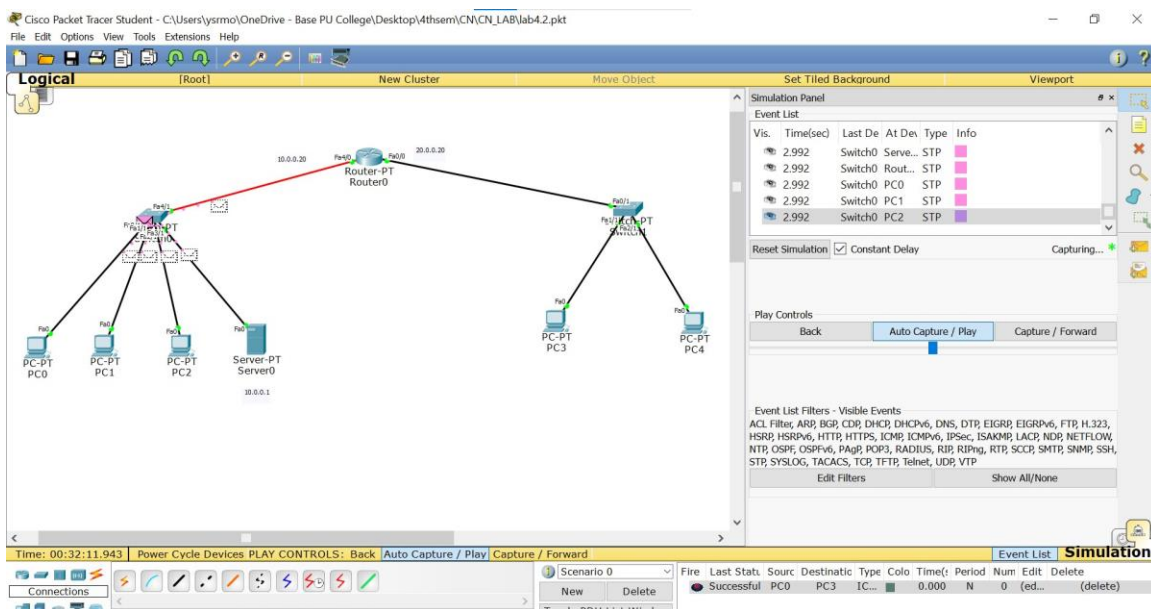 Cisco Packet Tracer Student - C:\Users\ysrmo\OneDrive - Base PU College\Desktop\4thsem\CN\CN_LAB\lab4.2.pkt
File Edit Options View Tools Extensions Help
Logical [Root] New Cluster Move Object Set Tiled Background Viewport
10.0.0.20 Fa4/0 Fa0/0 20.0.0.20
Router-PT
Router0
Fa4/1
Fa0/1
Fa0 Fa0 Fa0 Fa0
PC-PT
PC0
PC-PT
PC1
PC-PT
PC2
Server-PT
Server0
10.0.0.1
Fa0
PC-PT
PC3
Fa0
PC-PT
PC4
Simulation Panel
Event List
Vis. Time(sec) Last De At Dev Type Info
2.992 Switch0 Serve... STP
2.992 Switch0 Rout... STP
2.992 Switch0 PC0 STP
2.992 Switch0 PC1 STP
2.992 Switch0 PC2 STP
Reset Simulation Constant Delay Capturing... *
Play Controls
Back Auto Capture / Play Capture / Forward
Event List Filters - Visible Events
ACL Filter, ARP, BGP, CDP, DHCP, DHCPv6, DNS, DTP, EIGRP, EIGRPv6, FTP, H.323,
HSRP, HSRPv6, HTTP, HTTPS, ICMP, ICMPv6, IPSec, ISAKMP, LACP, NDP, NETFLOW,
NTP, OSPF, OSPFv6, PAgP, POP3, RADIUS, RIP, RIPng, RTP, SCCP, SMTP, SNMP, SSH,
STP, SYSLOG, TACACS, TCP, TFTP, Telnet, UDP, VTP
Edit Filters Show All/None
Time: 00:32:11.943 Power Cycle Devices PLAY CONTROLS: Back Auto Capture / Play Capture / Forward Event List Simulation
Connections
Scenario 0
New Delete
Fire Last Statu Sourc Destinatic Type Colo Time(s Period Num Edit Delete
Successful PC0 PC3 IC... 0.000 N 0 (ed... (delete)